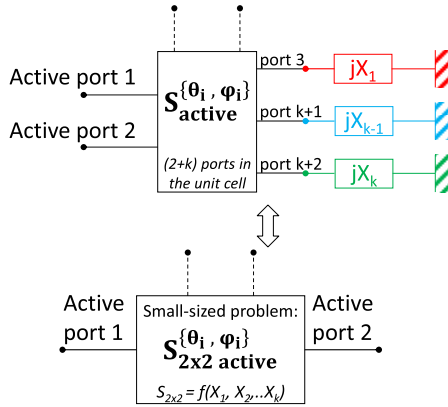 Active port 1
Active port 2
S_active^{θi , φi}
(2+k) ports in
the unit cell
port 3
jX₁
port k+1
jXₖ₋₁
port k+2
jXₖ
Active
port 1
Small-sized problem:
S_2x2 active^{θi , φi}
S₂ₓ₂ = f(X₁, X₂,..Xₖ)
Active
port 2